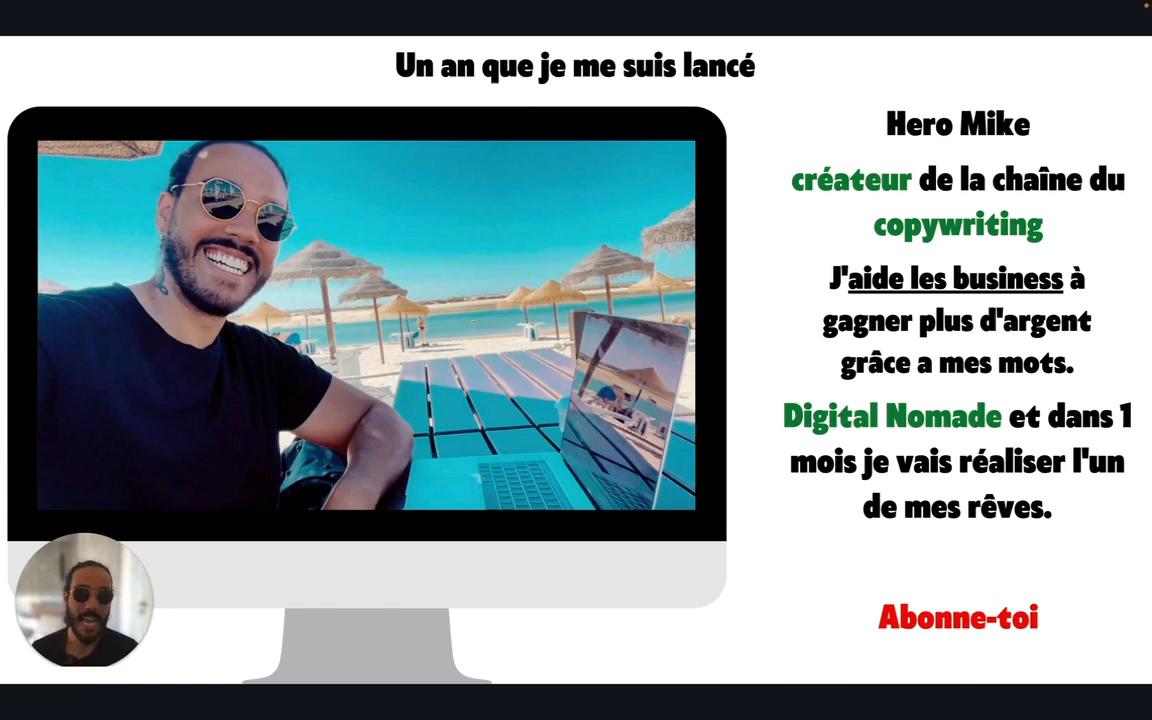 Un an que je me suis lancé
Hero Mike
créateur de la chaîne du
copywriting
J'aide les business à
gagner plus d'argent
grâce a mes mots.
Digital Nomade et dans 1
mois je vais réaliser l'un
de mes rêves.
Abonne-toi